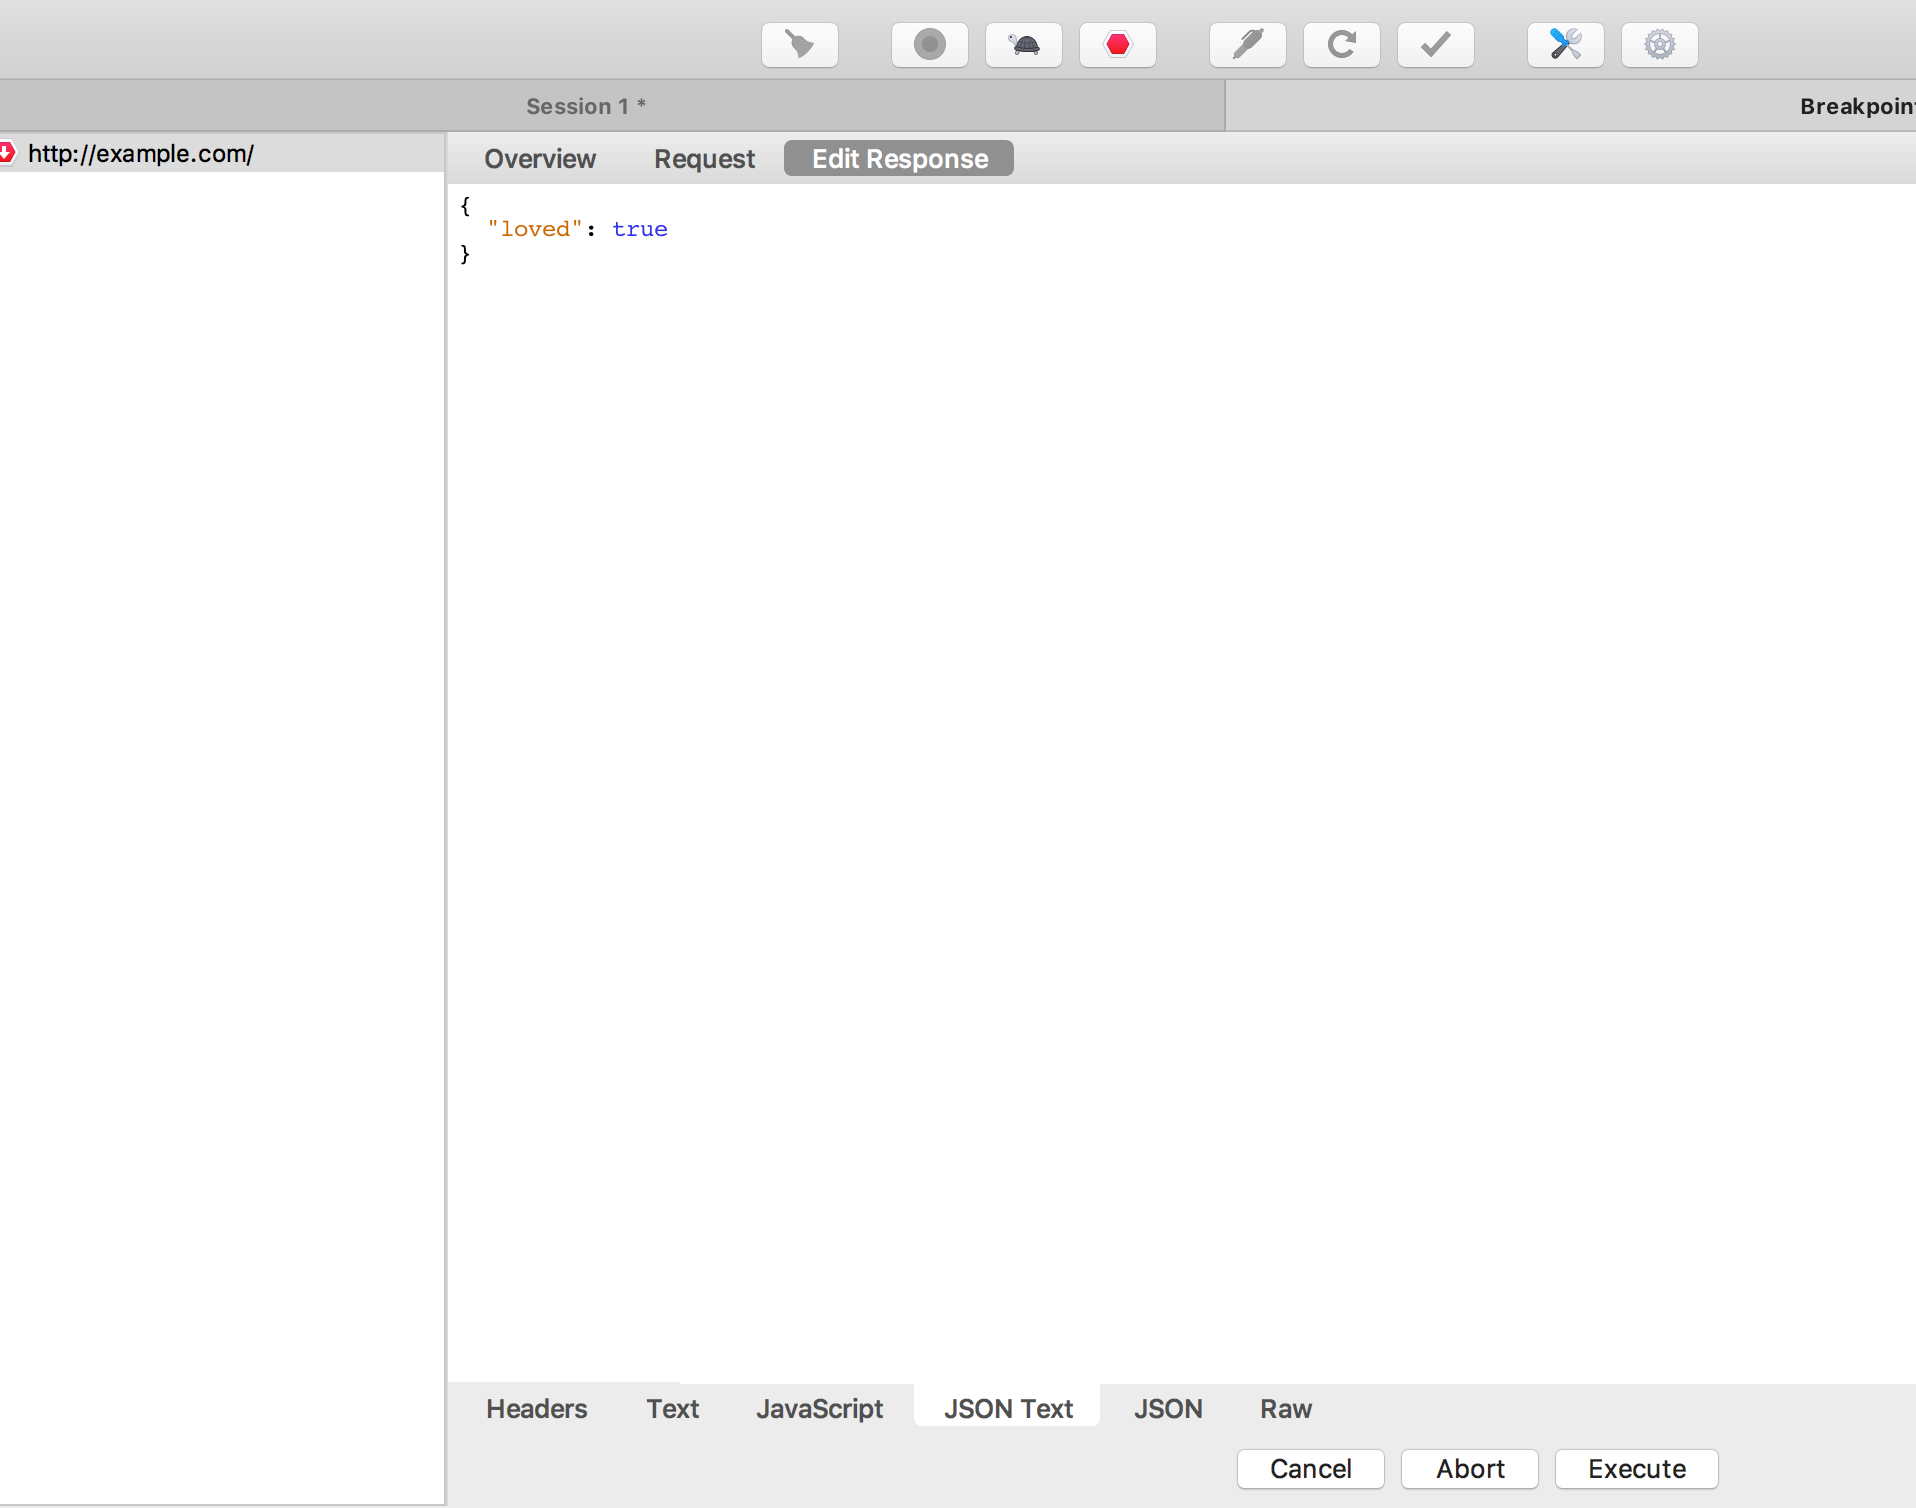 Session 1 *
Breakpoin
http://example.com/
Overview Request Edit Response
{
"loved": true
}
Headers Text JavaScript JSON Text JSON Raw
Cancel Abort Execute